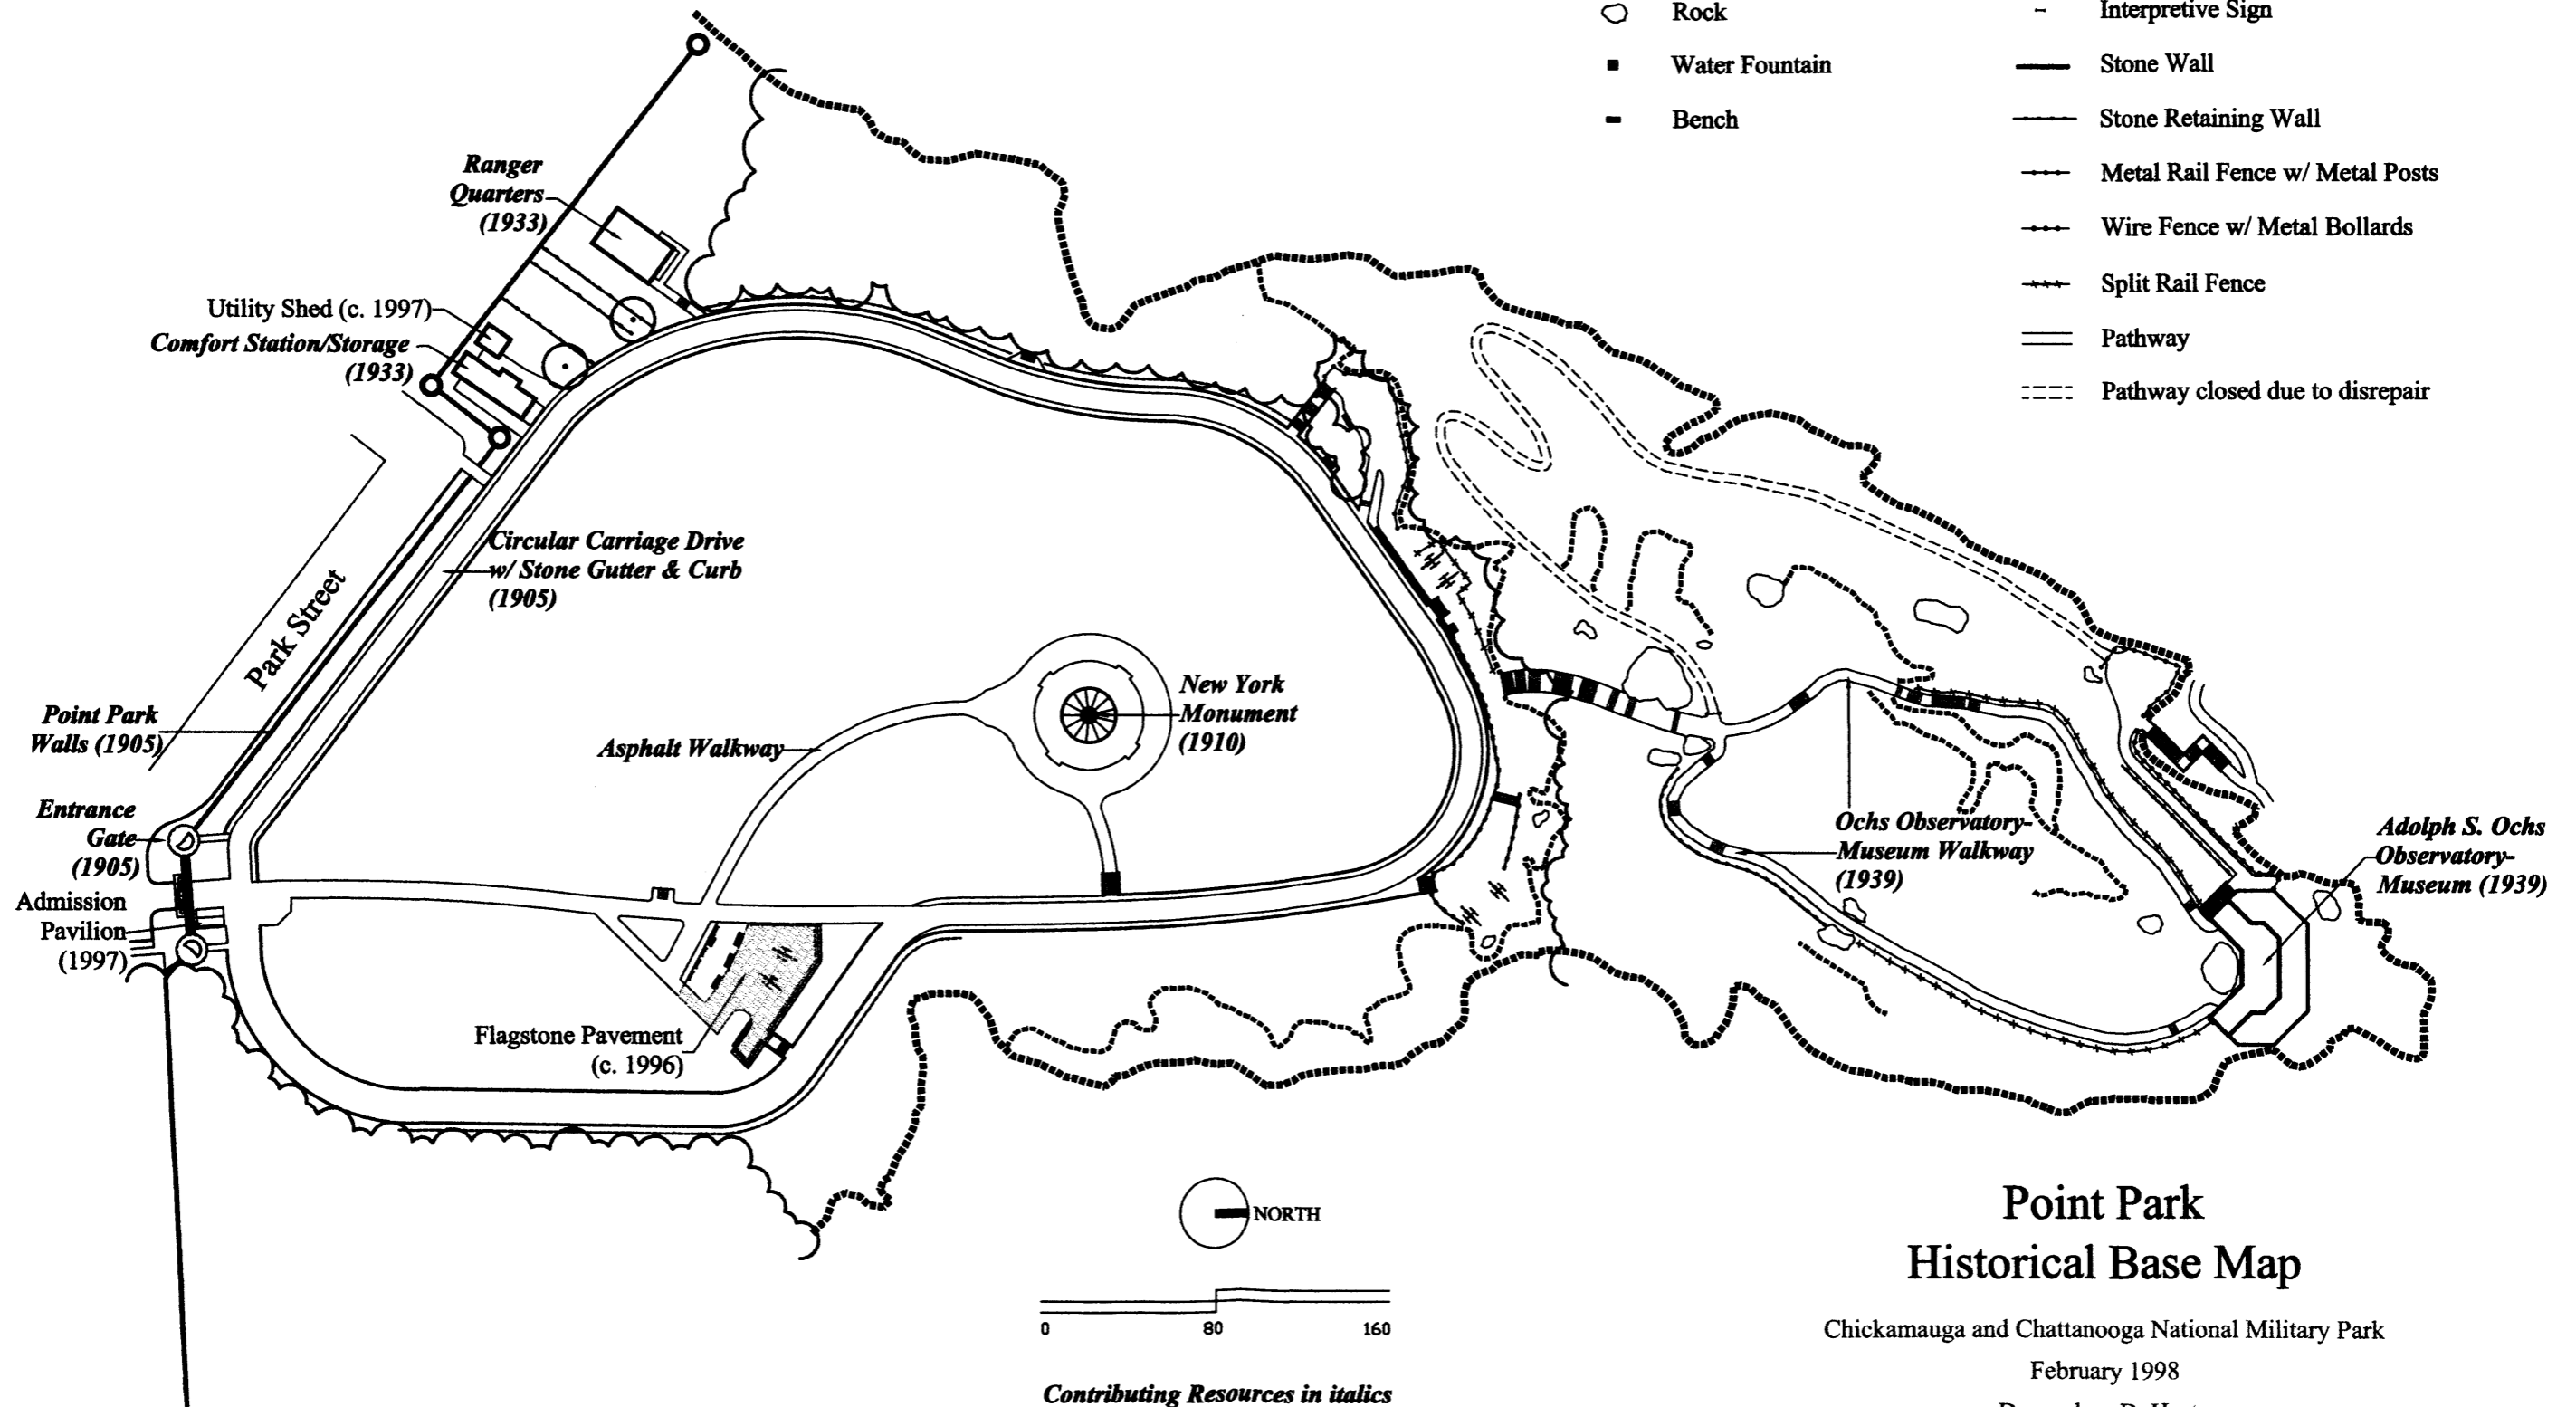 Rock
Interpretive Sign
Water Fountain
Stone Wall
Bench
Stone Retaining Wall
Metal Rail Fence w/ Metal Posts
Wire Fence w/ Metal Bollards
Split Rail Fence
Pathway
Pathway closed due to disrepair
Ranger
Quarters
(1933)
Utility Shed (c. 1997)
Comfort Station/Storage
(1933)
Circular Carriage Drive
w/ Stone Gutter & Curb
(1905)
Park Street
Point Park
Walls (1905)
New York
Monument
(1910)
Asphalt Walkway
Entrance
Gate
(1905)
Admission
Pavilion
(1997)
Ochs Observatory-
Museum Walkway
(1939)
Adolph S. Ochs
Observatory-
Museum (1939)
Flagstone Pavement
(c. 1996)
NORTH
0 80 160
Contributing Resources in italics
Point Park
Historical Base Map
Chickamauga and Chattanooga National Military Park
February 1998